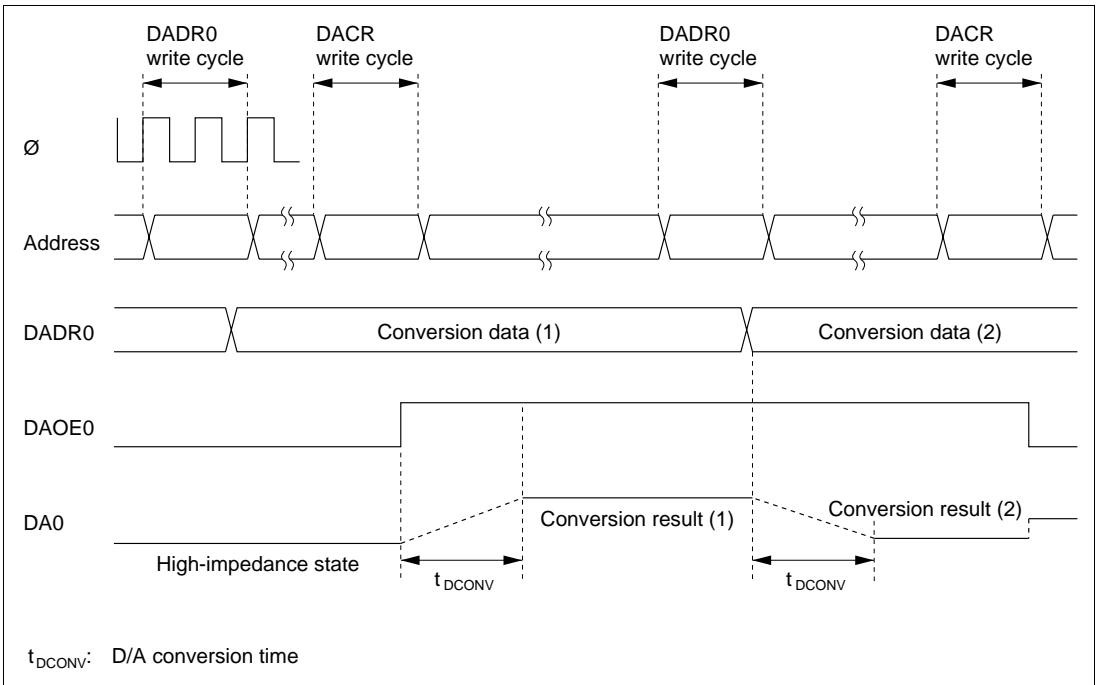 DADR0
write cycle
DACR
write cycle
DADR0
write cycle
DACR
write cycle
Ø
Address
DADR0
Conversion data (1)
Conversion data (2)
DAOE0
DA0
Conversion result (1)
Conversion result (2)
High-impedance state
t DCONV
t DCONV
t DCONV: D/A conversion time